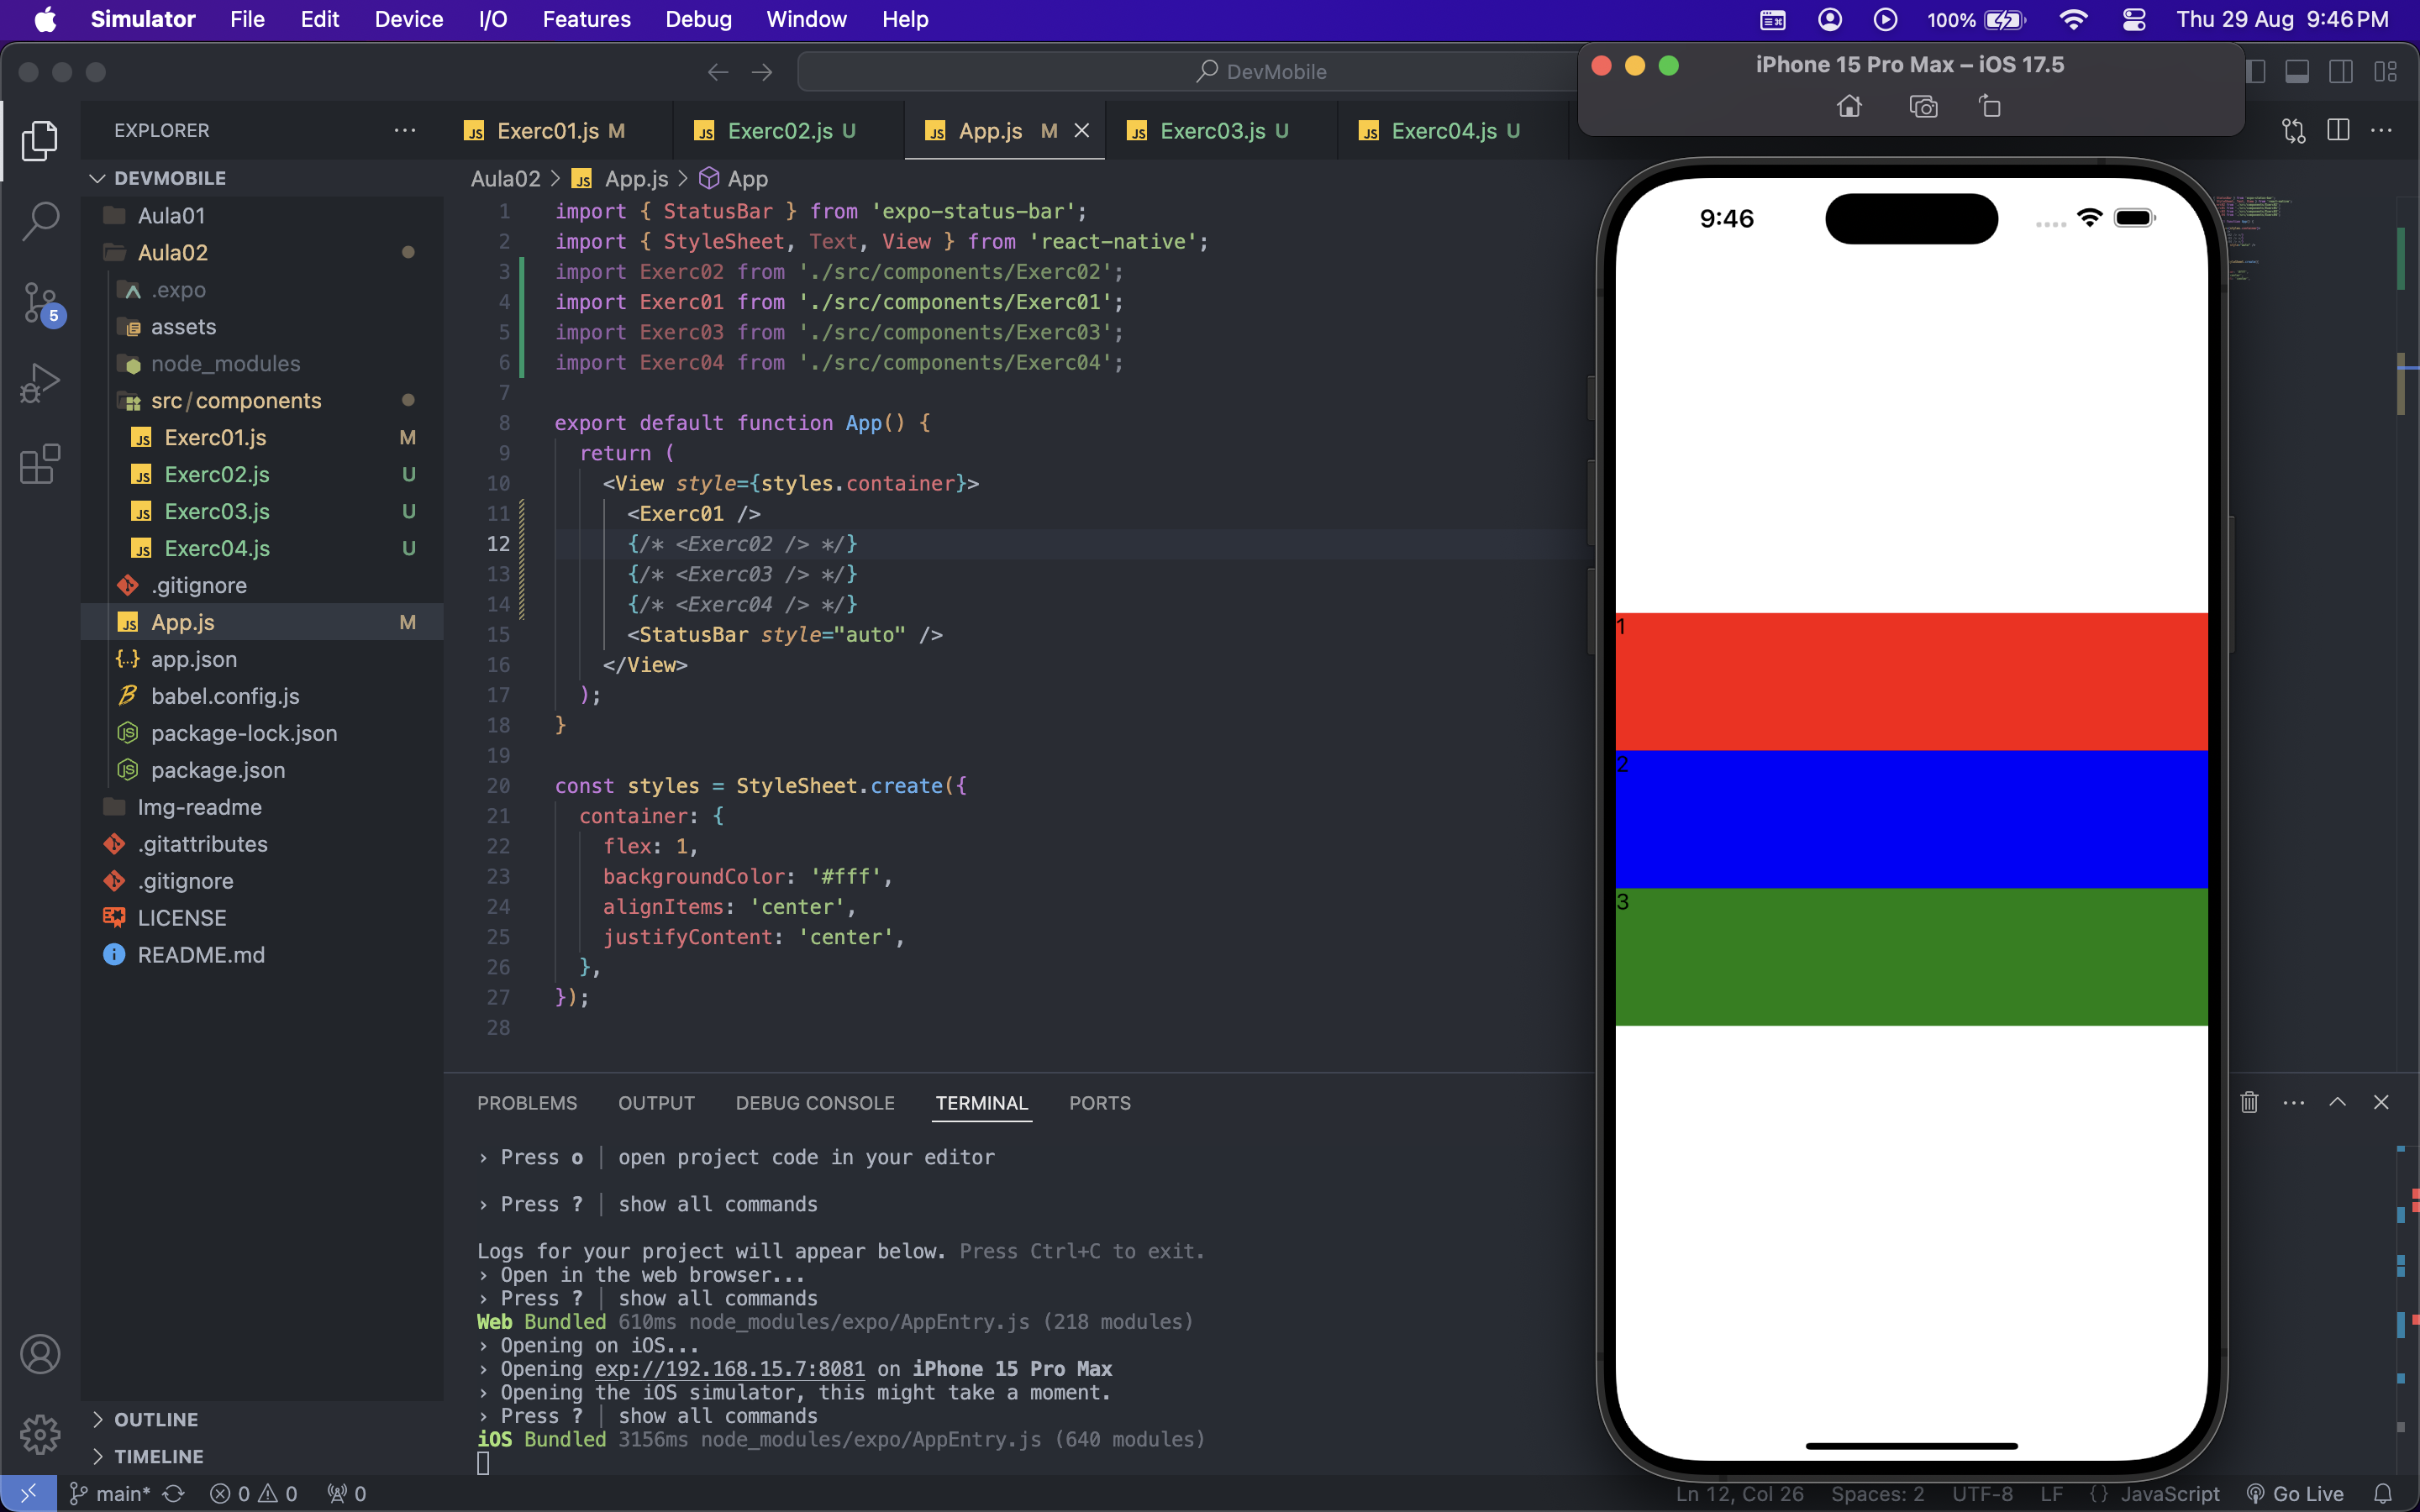 Simulator File Edit Device I/O Features Debug Window Help 100% Thu 29 Aug 9:46 PM
DevMobile
iPhone 15 Pro Max – iOS 17.5
EXPLORER
DEVMOBILE
Aula01
Aula02
.expo
assets
node_modules
src/components
Exerc01.js M
Exerc02.js U
Exerc03.js U
Exerc04.js U
.gitignore
App.js M
app.json
babel.config.js
package-lock.json
package.json
Img-readme
.gitattributes
.gitignore
LICENSE
README.md
OUTLINE
TIMELINE
5
JS Exerc01.js M JS Exerc02.js U JS App.js M JS Exerc03.js U JS Exerc04.js U
Aula02 > JS App.js > App
1 import { StatusBar } from 'expo-status-bar';
2 import { StyleSheet, Text, View } from 'react-native';
3 import Exerc02 from './src/components/Exerc02';
4 import Exerc01 from './src/components/Exerc01';
5 import Exerc03 from './src/components/Exerc03';
6 import Exerc04 from './src/components/Exerc04';
7
8 export default function App() {
9 return (
10 <View style={styles.container}>
11 <Exerc01 />
12 {/* <Exerc02 /> */}
13 {/* <Exerc03 /> */}
14 {/* <Exerc04 /> */}
15 <StatusBar style="auto" />
16 </View>
17 );
18 }
19
20 const styles = StyleSheet.create({
21 container: {
22 flex: 1,
23 backgroundColor: '#fff',
24 alignItems: 'center',
25 justifyContent: 'center',
26 },
27 });
28
PROBLEMS OUTPUT DEBUG CONSOLE TERMINAL PORTS
› Press o │ open project code in your editor
› Press ? │ show all commands
Logs for your project will appear below. Press Ctrl+C to exit.
› Open in the web browser...
› Press ? │ show all commands
Web Bundled 610ms node_modules/expo/AppEntry.js (218 modules)
› Opening on iOS...
› Opening exp://192.168.15.7:8081 on iPhone 15 Pro Max
› Opening the iOS simulator, this might take a moment.
› Press ? │ show all commands
iOS Bundled 3156ms node_modules/expo/AppEntry.js (640 modules)
9:46
1
2
3
main* 0 0 0 Ln 12, Col 26 Spaces: 2 UTF-8 LF {} JavaScript Go Live